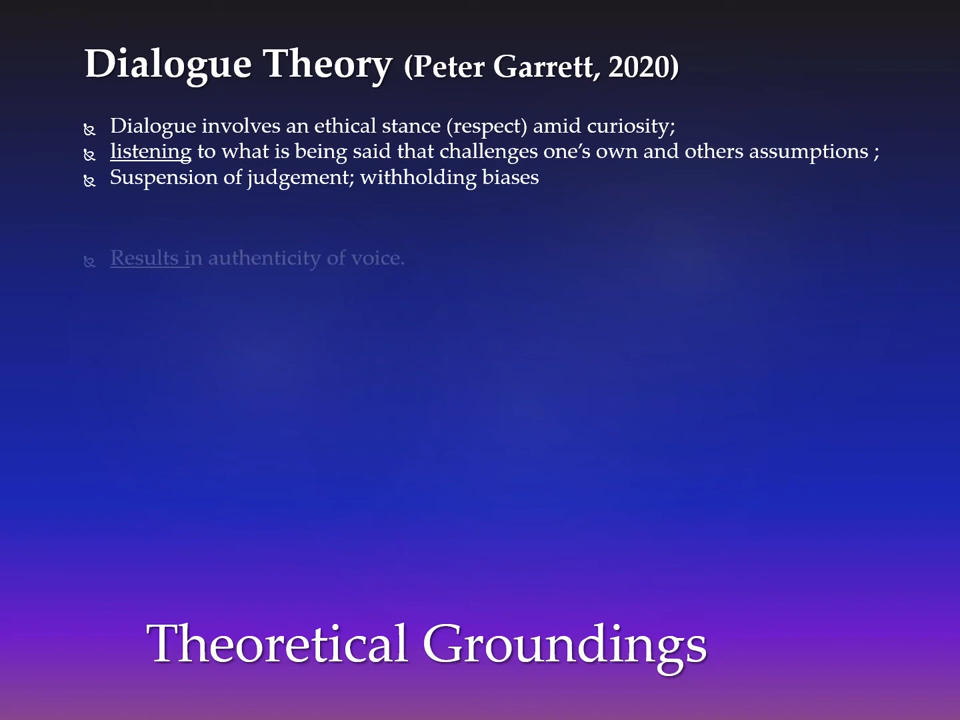 Dialogue Theory (Peter Garrett, 2020)
Dialogue involves an ethical stance (respect) amid curiosity;
listening to what is being said that challenges one’s own and others assumptions ;
Suspension of judgement; withholding biases
Results in authenticity of voice.
Theoretical Groundings